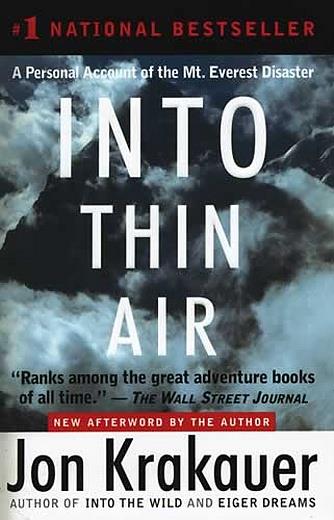 #1 NATIONAL BESTSELLER
A Personal Account of the Mt. Everest Disaster
INTO
THIN
AIR
“Ranks among the great adventure books
of all time.” — THE WALL STREET JOURNAL
NEW AFTERWORD BY THE AUTHOR
Jon Krakauer
AUTHOR OF INTO THE WILD AND EIGER DREAMS